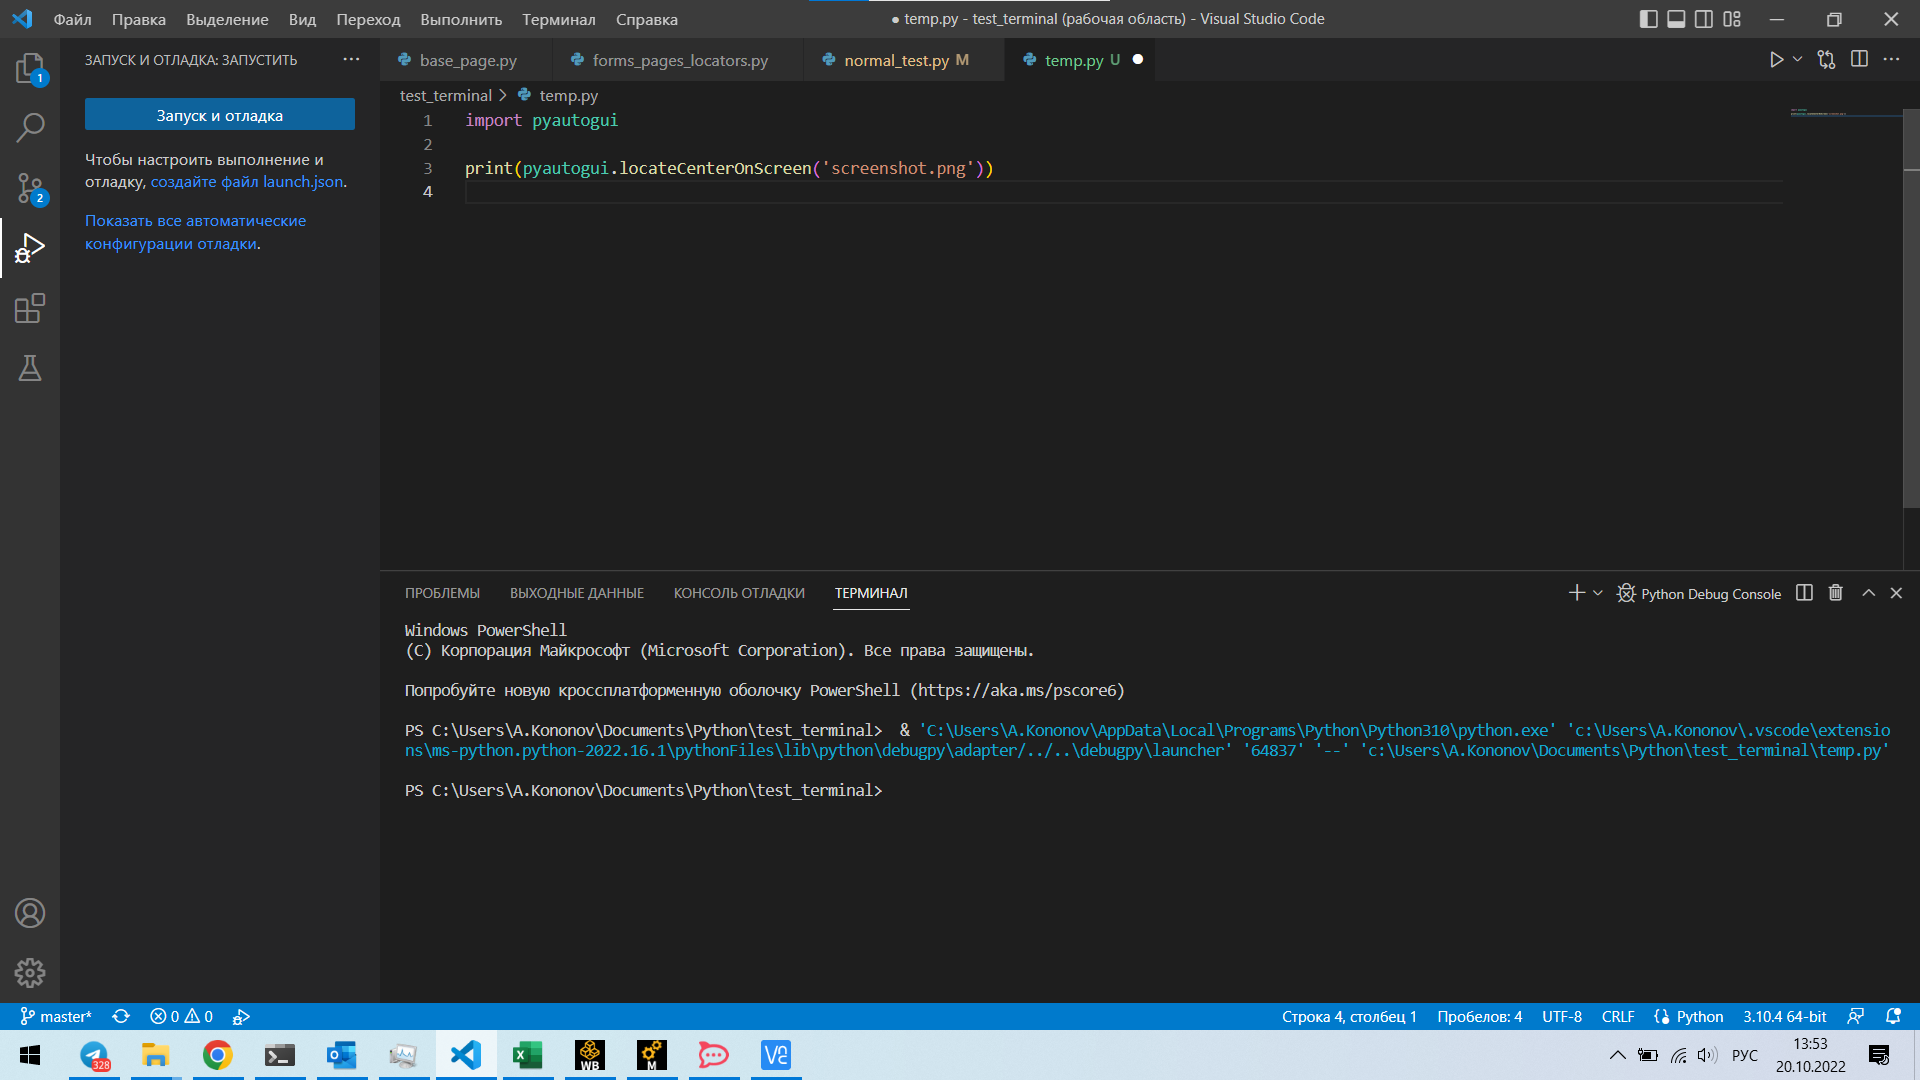 Файл Правка Выделение Вид Переход Выполнить Терминал Справка
● temp.py - test_terminal (рабочая область) - Visual Studio Code
ЗАПУСК И ОТЛАДКА: ЗАПУСТИТЬ ...
base_page.py forms_pages_locators.py normal_test.py M temp.py U
1
Запуск и отладка
test_terminal > temp.py
1 import pyautogui
2
3 print(pyautogui.locateCenterOnScreen('screenshot.png'))
4
Чтобы настроить выполнение и
отладку, создайте файл launch.json.
2
Показать все автоматические
конфигурации отладки.
ПРОБЛЕМЫ ВЫХОДНЫЕ ДАННЫЕ КОНСОЛЬ ОТЛАДКИ ТЕРМИНАЛ
Python Debug Console
Windows PowerShell
(C) Корпорация Майкрософт (Microsoft Corporation). Все права защищены.
Попробуйте новую кроссплатформенную оболочку PowerShell (https://aka.ms/pscore6)
PS C:\Users\A.Kononov\Documents\Python\test_terminal>  & 'C:\Users\A.Kononov\AppData\Local\Programs\Python\Python310\python.exe' 'c:\Users\A.Kononov\.vscode\extensio
ns\ms-python.python-2022.16.1\pythonFiles\lib\python\debugpy\adapter/../..\debugpy\launcher' '64837' '--' 'c:\Users\A.Kononov\Documents\Python\test_terminal\temp.py'
PS C:\Users\A.Kononov\Documents\Python\test_terminal>
master* 0 0
Строка 4, столбец 1 Пробелов: 4 UTF-8 CRLF Python 3.10.4 64-bit
328
WB
M
РУС
13:53
20.10.2022
3